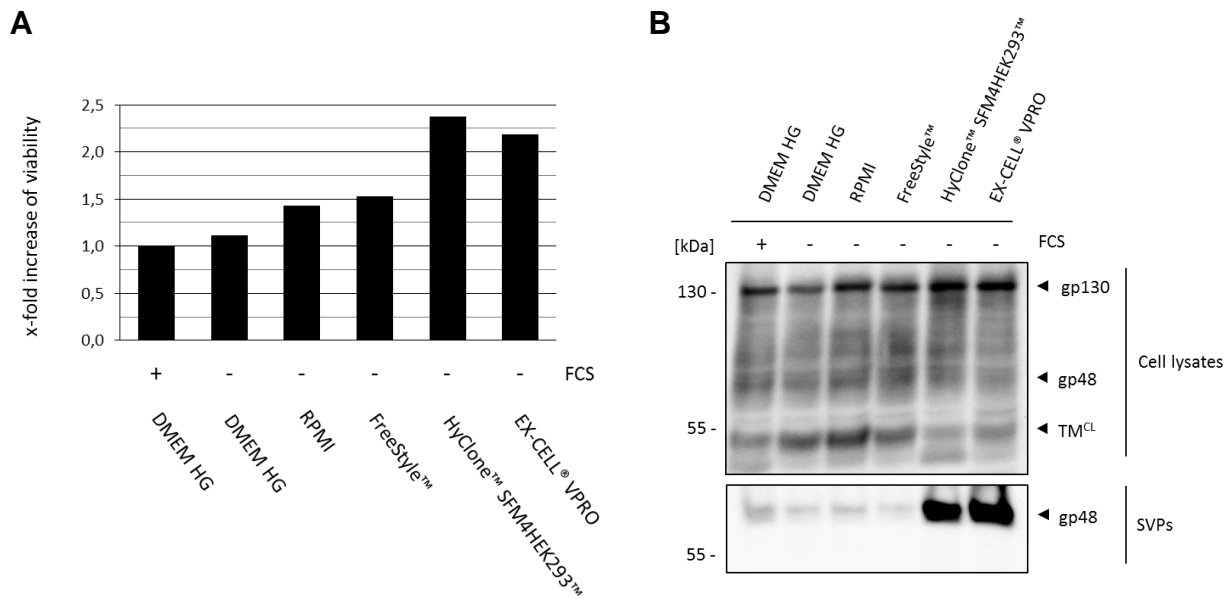 A
x-fold increase of viability
2,5
2,0
1,5
1,0
0,5
0,0
+ - - - - - FCS
DMEM HG
DMEM HG
RPMI
FreeStyle™
HyClone™ SFM4HEK293™
EX-CELL® VPRO
B
DMEM HG
DMEM HG
RPMI
FreeStyle™
HyClone™ SFM4HEK293™
EX-CELL® VPRO
[kDa] + - - - - - FCS
130 - ◄ gp130
◄ gp48
Cell lysates
55 - ◄ TMCL
◄ gp48
SVPs
55 -